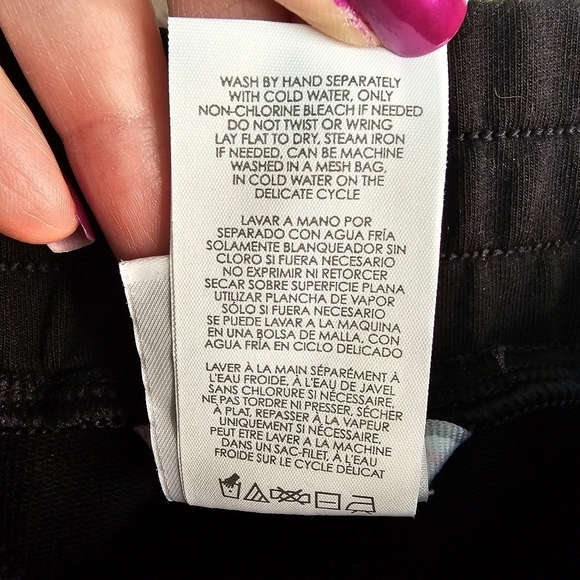 WASH BY HAND SEPARATELY
WITH COLD WATER, ONLY
NON-CHLORINE BLEACH IF NEEDED
DO NOT TWIST OR WRING
LAY FLAT TO DRY, STEAM IRON
IF NEEDED, CAN BE MACHINE
WASHED IN A MESH BAG,
IN COLD WATER ON THE
DELICATE CYCLE
LAVAR A MANO POR
SEPARADO CON AGUA FRÍA
SOLAMENTE BLANQUEADOR SIN
CLORO SI FUERA NECESARIO
NO EXPRIMIR NI RETORCER
SECAR SOBRE SUPERFICIE PLANA
UTILIZAR PLANCHA DE VAPOR
SÓLO SI FUERA NECESARIO
SE PUEDE LAVAR A LA MAQUINA
EN UNA BOLSA DE MALLA, CON
AGUA FRÍA EN CICLO DELICADO
LAVER À LA MAIN SÉPARÉMENT À
L'EAU FROIDE, À L'EAU DE JAVEL
SANS CHLORURE SI NÉCESSAIRE,
NE PAS TORDRE NI PRESSER, SÉCHER
À PLAT, REPASSER À LA VAPEUR
UNIQUEMENT SI NÉCESSAIRE,
PEUT ÊTRE LAVER A LA MACHINE
DANS UN SAC-FILET, A L'EAU
FROIDE SUR LE CYCLE DÉLICAT